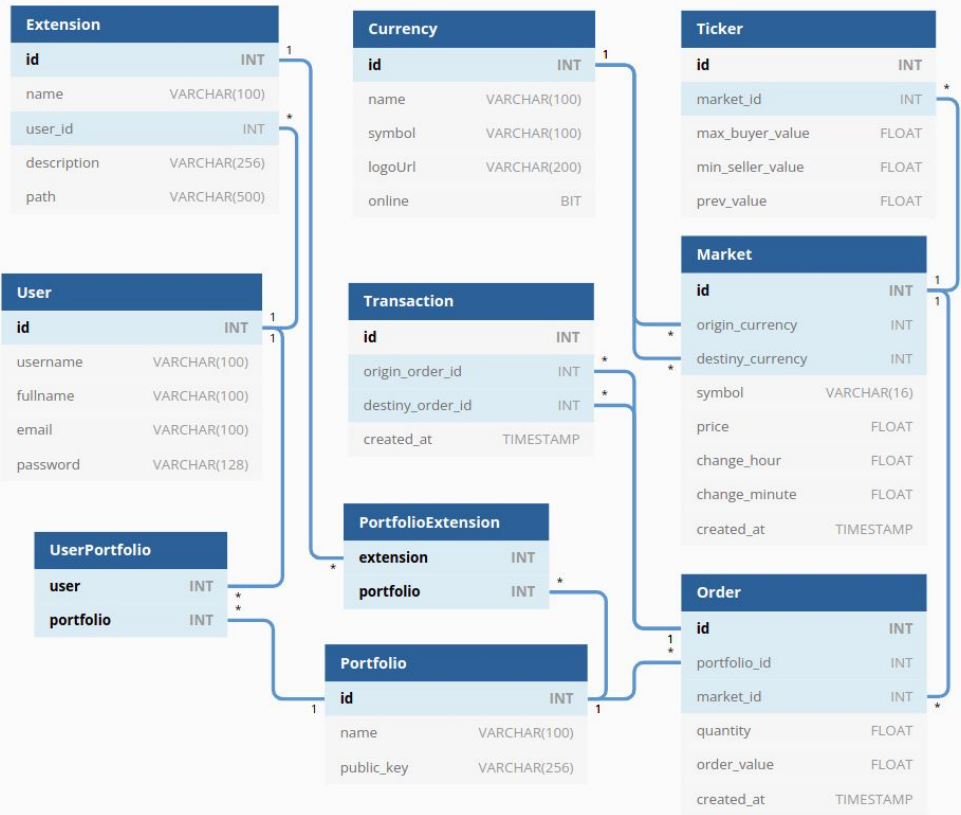 Extension
id INT
name VARCHAR(100)
user_id INT
description VARCHAR(256)
path VARCHAR(500)
1
*
Currency
id INT
name VARCHAR(100)
symbol VARCHAR(100)
logoUrl VARCHAR(200)
online BIT
1
Ticker
id INT
market_id INT
max_buyer_value FLOAT
min_seller_value FLOAT
prev_value FLOAT
*
User
id INT
username VARCHAR(100)
fullname VARCHAR(100)
email VARCHAR(100)
password VARCHAR(128)
1
1
Transaction
id INT
origin_order_id INT
destiny_order_id INT
created_at TIMESTAMP
*
*
Market
id INT
origin_currency INT
destiny_currency INT
symbol VARCHAR(16)
price FLOAT
change_hour FLOAT
change_minute FLOAT
created_at TIMESTAMP
1
1
*
*
UserPortfolio
user INT
portfolio INT
*
*
PortfolioExtension
extension INT
portfolio INT
*
*
Portfolio
id INT
name VARCHAR(100)
public_key VARCHAR(256)
1
1
Order
id INT
portfolio_id INT
market_id INT
quantity FLOAT
order_value FLOAT
created_at TIMESTAMP
1
*
*